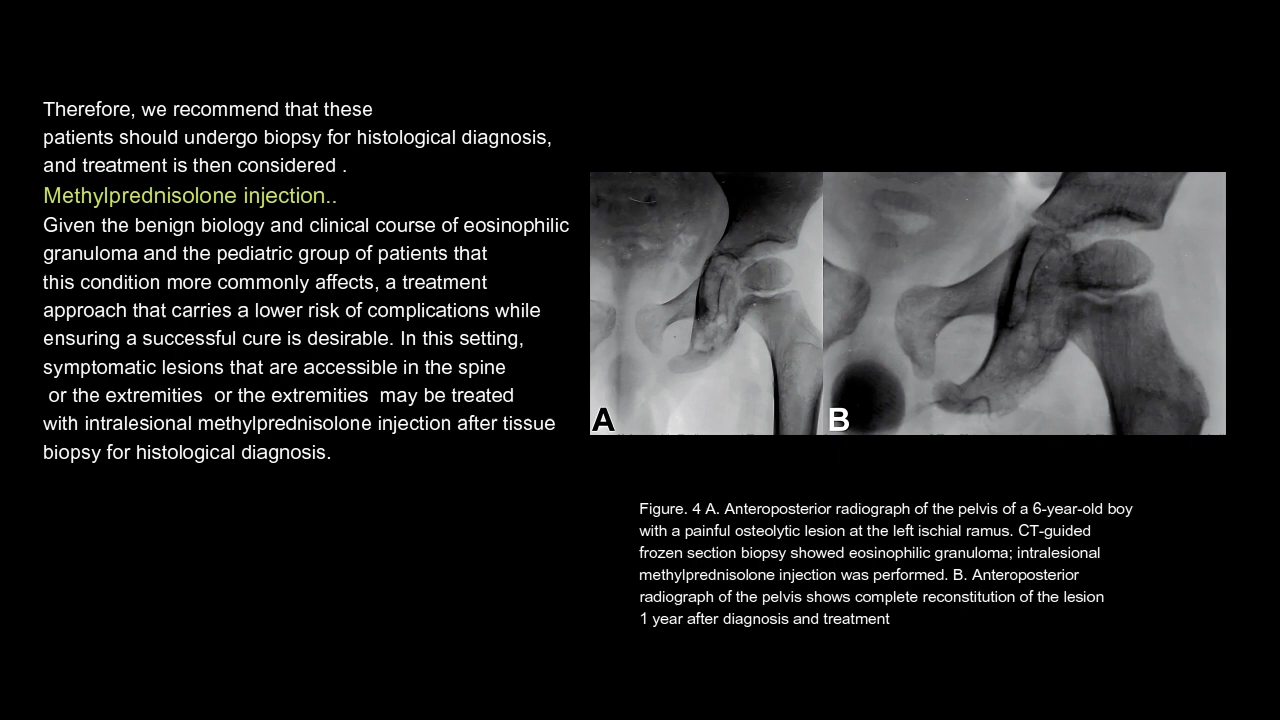 Therefore, we recommend that these
patients should undergo biopsy for histological diagnosis,
and treatment is then considered .
Methylprednisolone injection..
Given the benign biology and clinical course of eosinophilic
granuloma and the pediatric group of patients that
this condition more commonly affects, a treatment
approach that carries a lower risk of complications while
ensuring a successful cure is desirable. In this setting,
symptomatic lesions that are accessible in the spine
or the extremities  or the extremities  may be treated
with intralesional methylprednisolone injection after tissue
biopsy for histological diagnosis.
A
B
Figure. 4 A. Anteroposterior radiograph of the pelvis of a 6-year-old boy
with a painful osteolytic lesion at the left ischial ramus. CT-guided
frozen section biopsy showed eosinophilic granuloma; intralesional
methylprednisolone injection was performed. B. Anteroposterior
radiograph of the pelvis shows complete reconstitution of the lesion
1 year after diagnosis and treatment